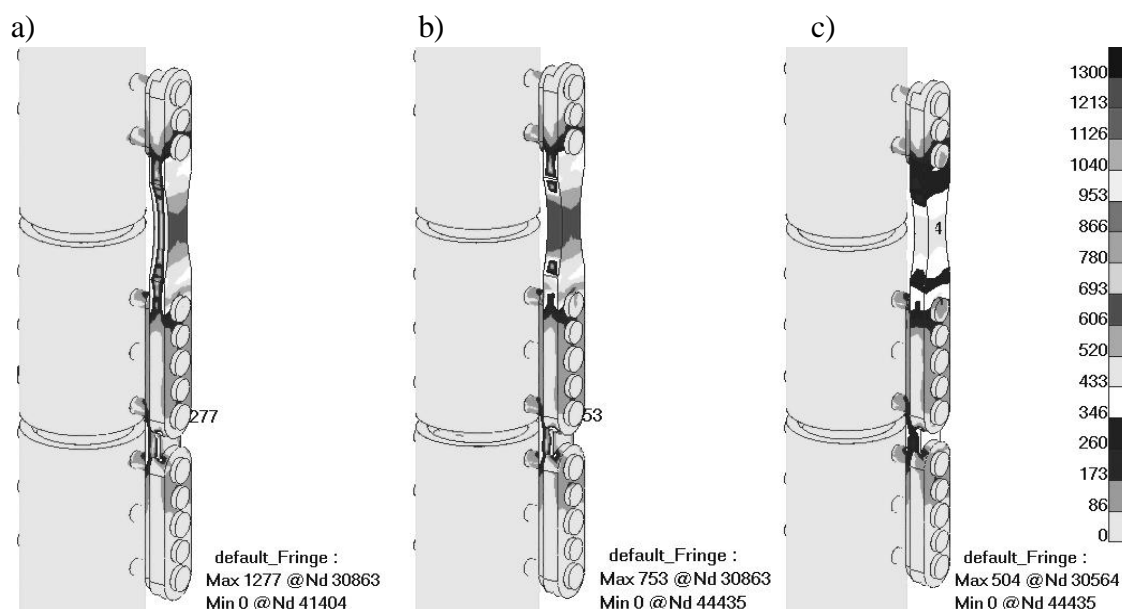 a)
b)
c)
1300
1213
1126
1040
953
866
780
693
606
520
433
346
260
173
86
0
4
277
53
default_Fringe :
Max 1277 @Nd 30863
Min 0 @Nd 41404
default_Fringe :
Max 753 @Nd 30863
Min 0 @Nd 44435
default_Fringe :
Max 504 @Nd 30564
Min 0 @Nd 44435